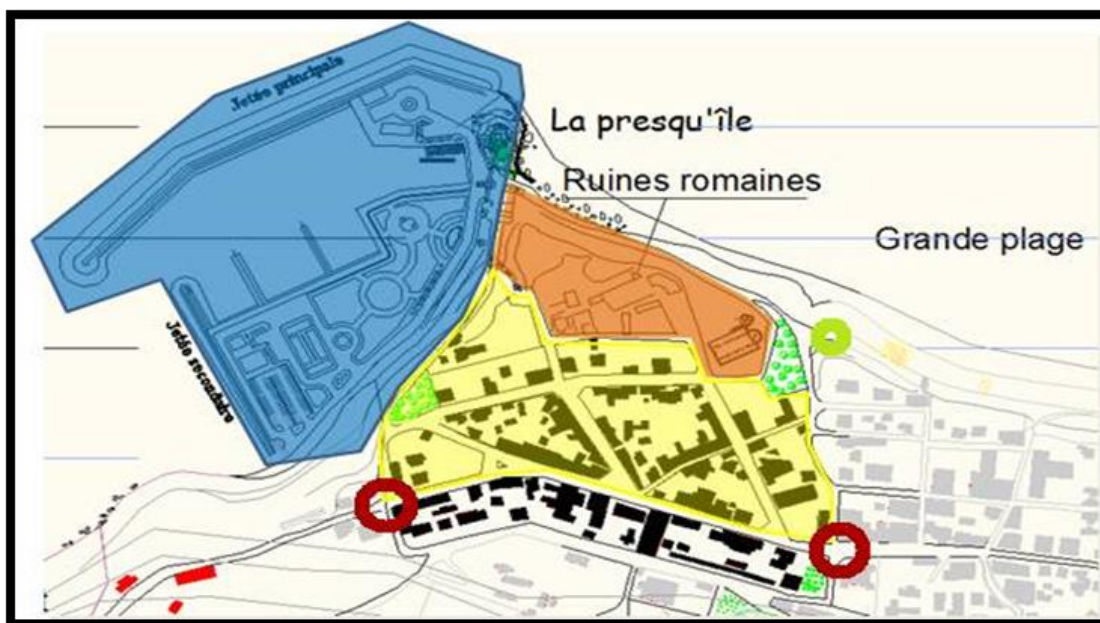 Jetée principale
La presqu'île
Ruines romaines
Grande plage
Jetée secondaire